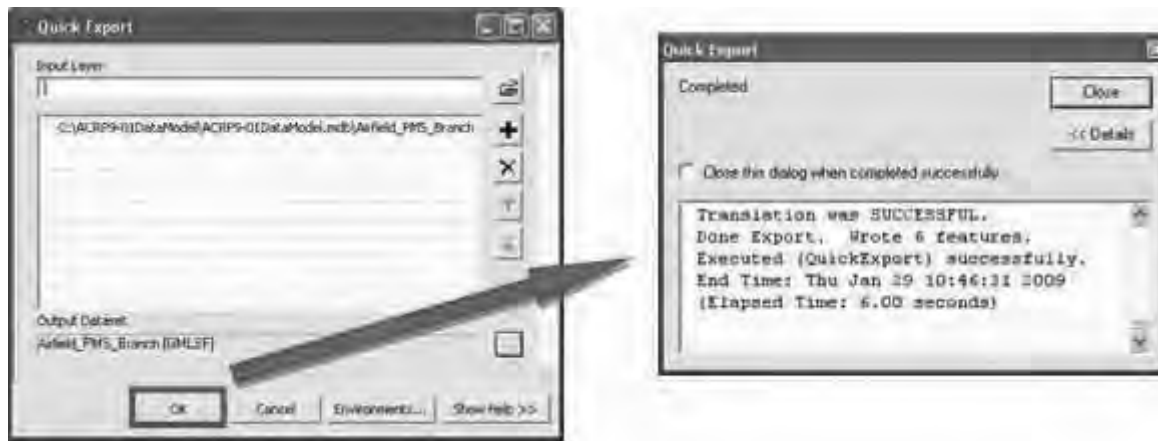 Quick Export
Input Layer
C:\ACRP9-01DataModel\ACRP9-01DataModel.mdb\Airfield_PMS_Branch
Output Dataset
Airfield_PMS_Branch [GMLSF]
OK
Cancel
Environments...
Show Help >>
Quick Export
Completed
Close
<< Details
Close this dialog when completed successfully
Translation was SUCCESSFUL.
Done Export. Wrote 6 features.
Executed (QuickExport) successfully.
End Time: Thu Jan 29 10:46:31 2009
(Elapsed Time: 6.00 seconds)